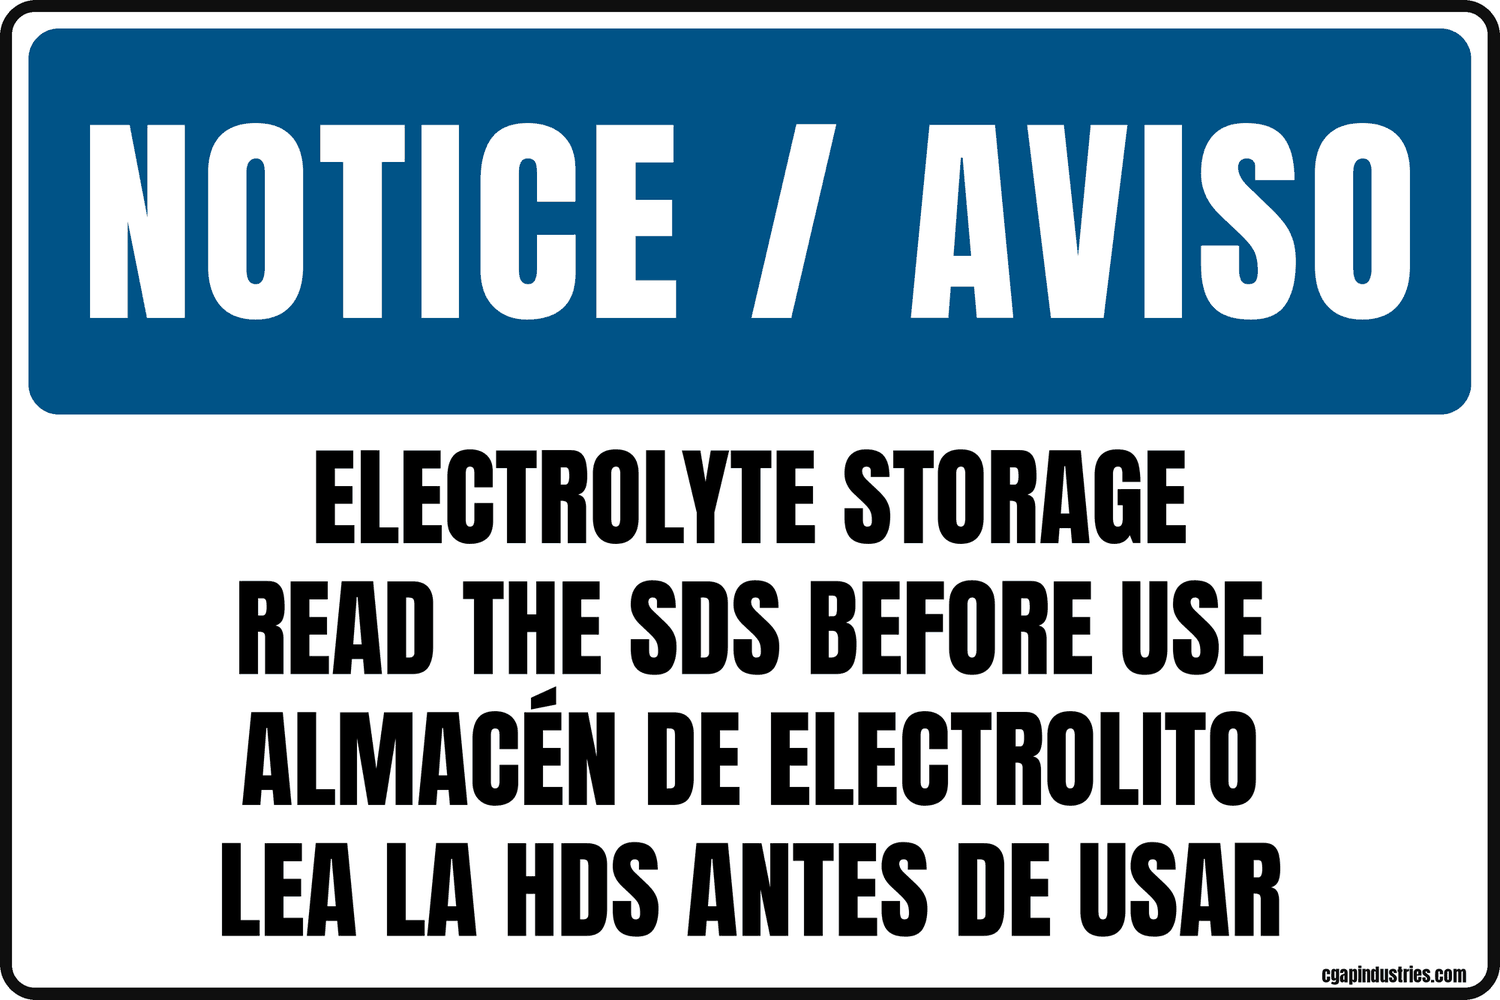 NOTICE / AVISO
ELECTROLYTE STORAGE
READ THE SDS BEFORE USE
ALMACÉN DE ELECTROLITO
LEA LA HDS ANTES DE USAR
cgapindustries.com